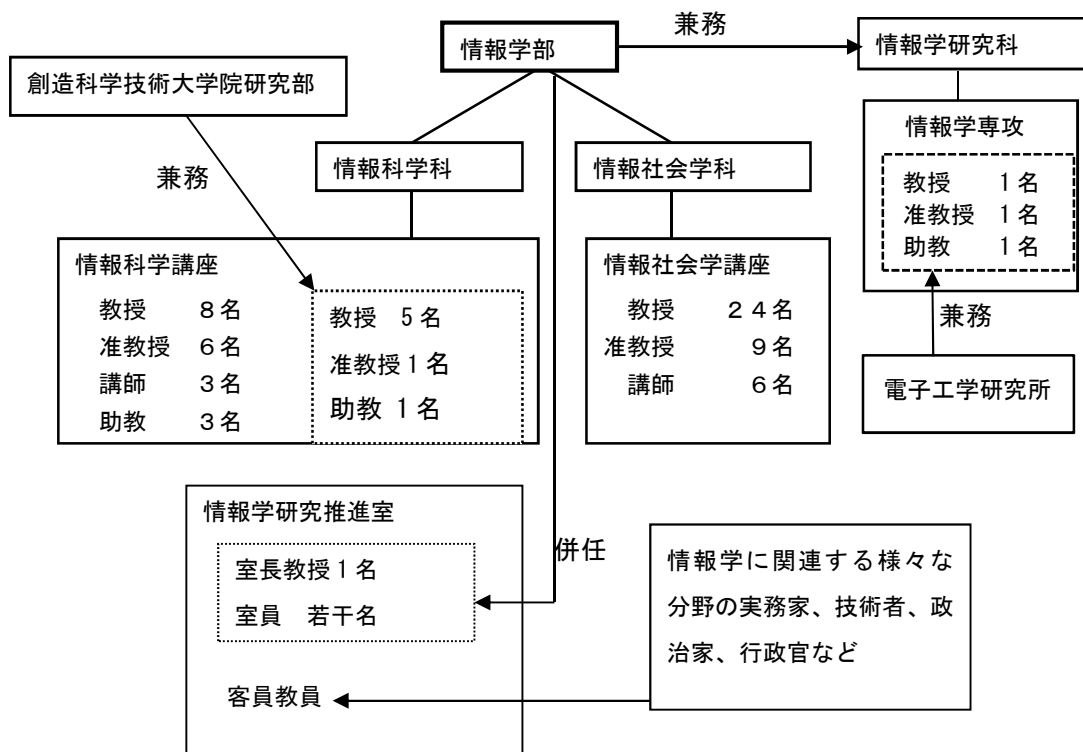 情報学部
兼務
情報学研究科
創造科学技術大学院研究部
兼務
情報科学科
情報社会学科
情報学専攻
教授 1名
准教授 1名
助教 1名
兼務
電子工学研究所
情報科学講座
教授 8名
准教授 6名
講師 3名
助教 3名
教授 5名
准教授1名
助教 1名
情報社会学講座
教授 24名
准教授 9名
講師 6名
情報学研究推進室
室長教授1名
室員 若干名
併任
客員教員
情報学に関連する様々な
分野の実務家、技術者、政
治家、行政官など